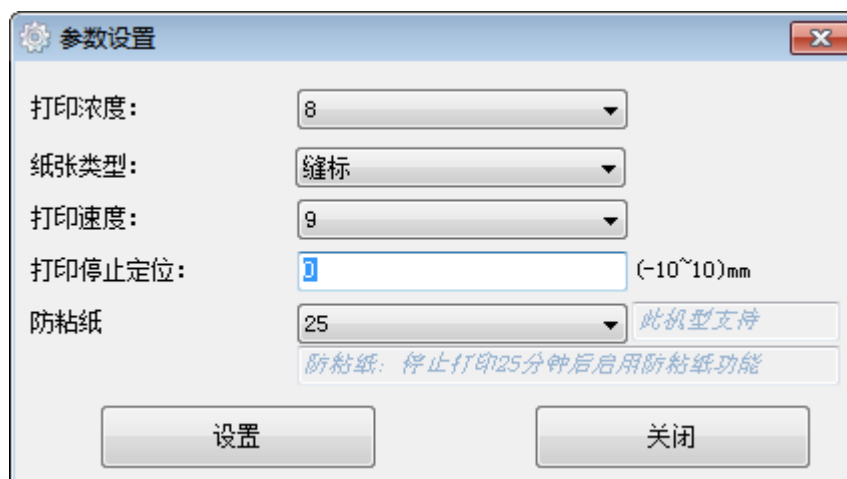 参数设置
打印浓度: 8
纸张类型: 缝标
打印速度: 9
打印停止定位: 0 (-10~10)mm
防粘纸 25 此机型支持
防粘纸: 停止打印25分钟后启用防粘纸功能
设置 关闭